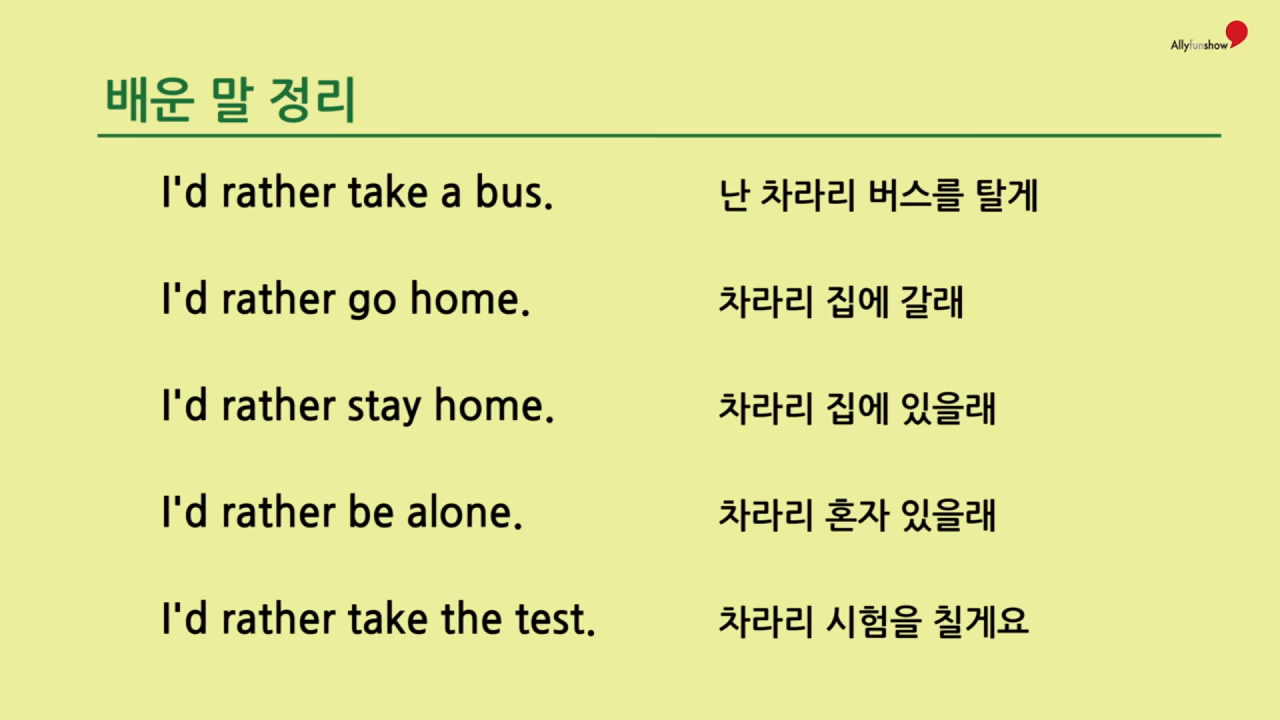 Allyfunshow
배운 말 정리
I'd rather take a bus. 난 차라리 버스를 탈게
I'd rather go home. 차라리 집에 갈래
I'd rather stay home. 차라리 집에 있을래
I'd rather be alone. 차라리 혼자 있을래
I'd rather take the test. 차라리 시험을 칠게요